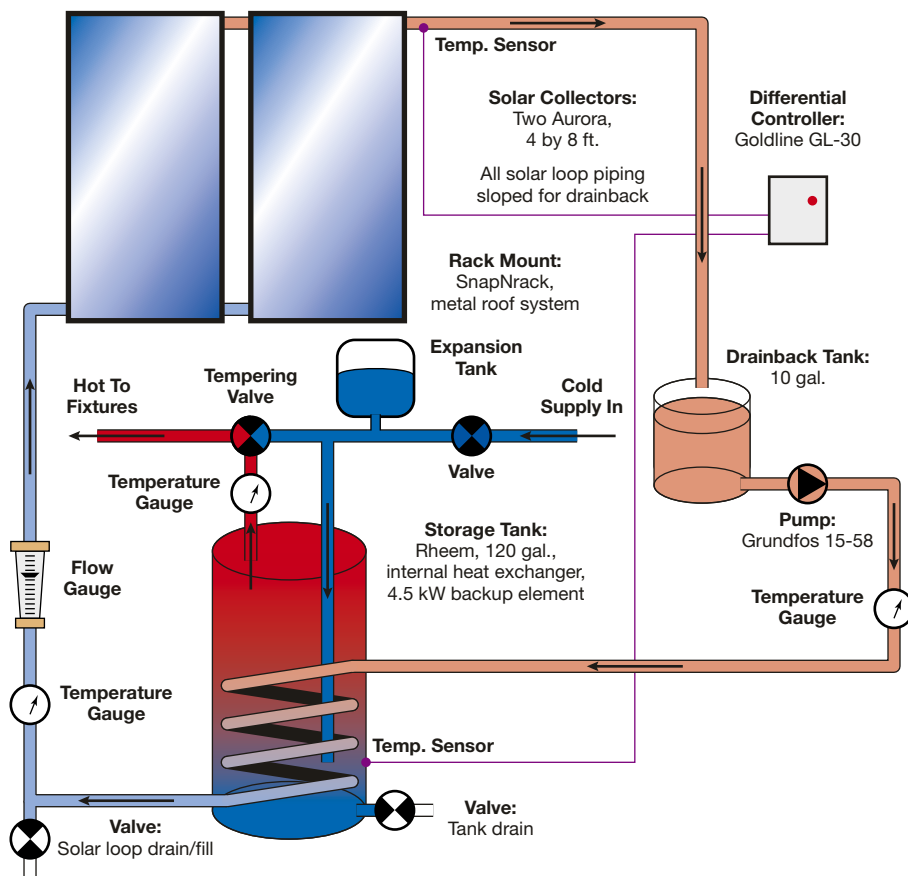 Temp. Sensor
Solar Collectors:
Two Aurora,
4 by 8 ft.
All solar loop piping
sloped for drainback
Differential
Controller:
Goldline GL-30
Rack Mount:
SnapNrack,
metal roof system
Expansion
Tank
Drainback Tank:
10 gal.
Hot To
Fixtures
Tempering
Valve
Cold
Supply In
Valve
Temperature
Gauge
Storage Tank:
Rheem, 120 gal.,
internal heat exchanger,
4.5 kW backup element
Pump:
Grundfos 15-58
Flow
Gauge
Temperature
Gauge
Temperature
Gauge
Temp. Sensor
Valve:
Solar loop drain/fill
Valve:
Tank drain